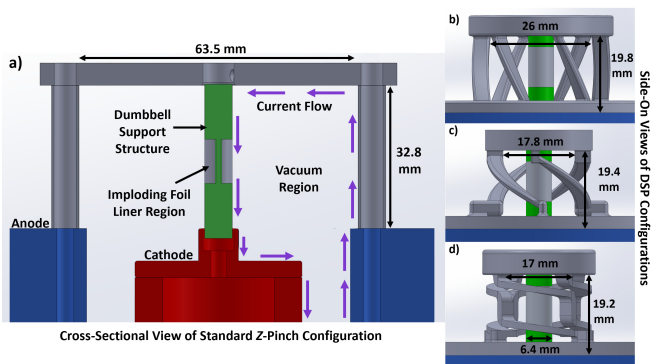 63.5 mm
a)
Current Flow
Dumbbell
Support
Structure
Imploding Foil
Liner Region
Vacuum
Region
32.8
mm
Anode
Cathode
Cross-Sectional View of Standard Z-Pinch Configuration
b)
26 mm
19.8
mm
c)
17.8 mm
19.4
mm
d)
17 mm
19.2
mm
6.4 mm
Side-On Views of DSP Configurations